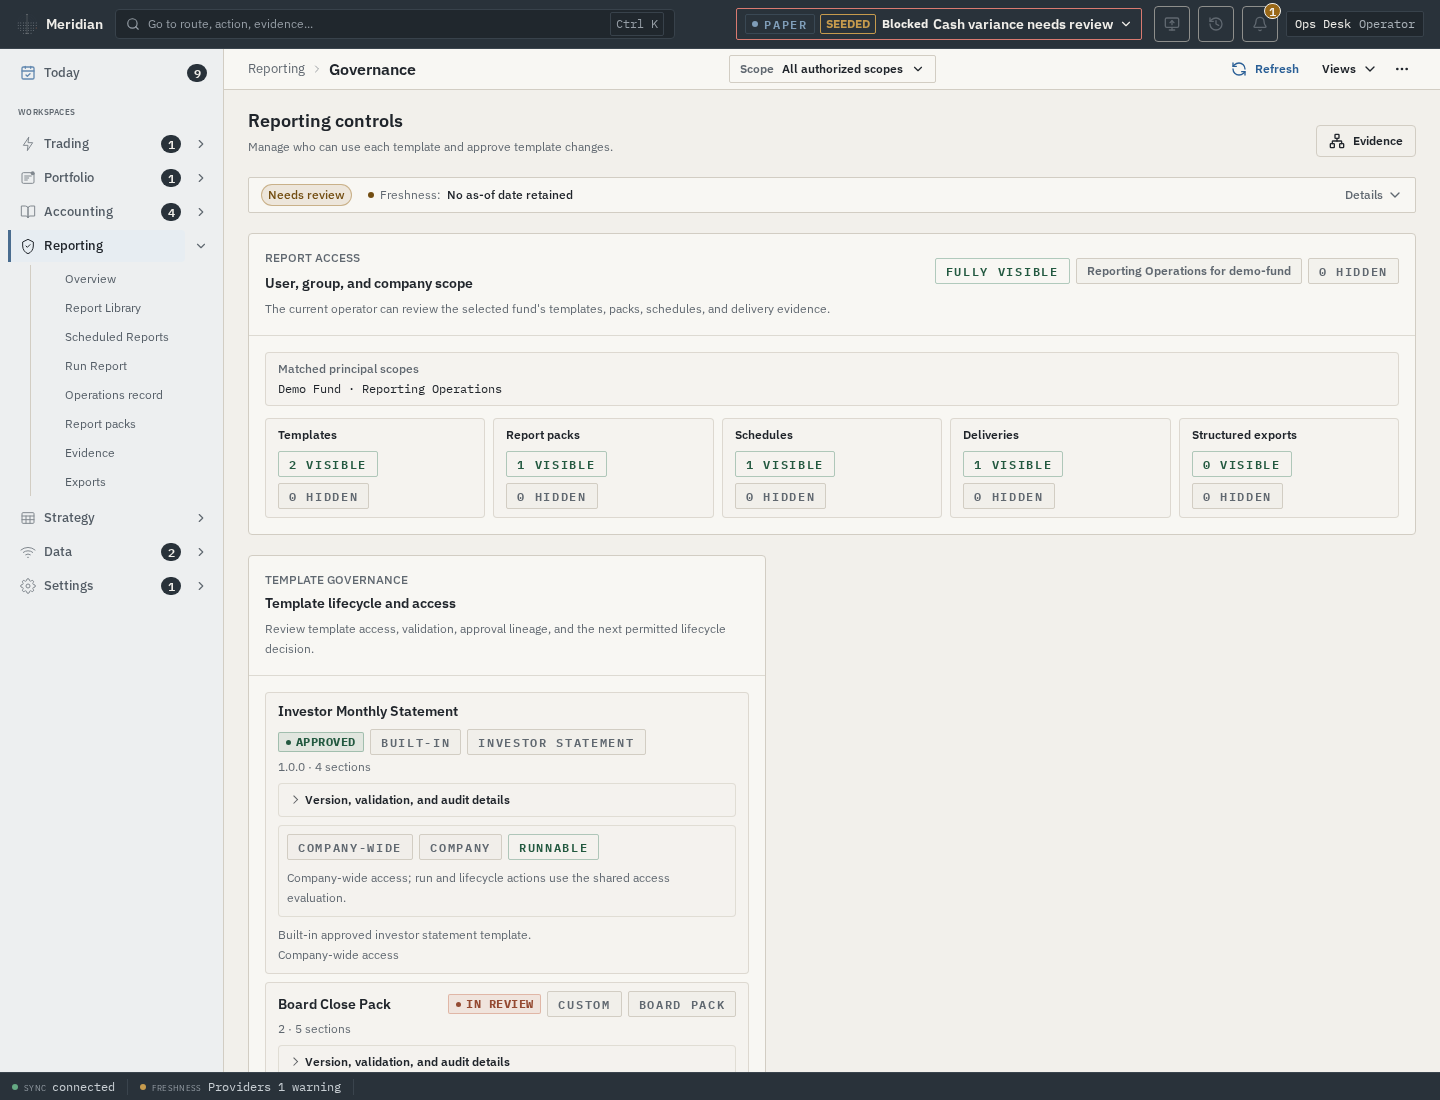 Meridian
Go to route, action, evidence...
Ctrl K
PAPER
SEEDED
Blocked Cash variance needs review
1
Ops Desk Operator
Today
9
WORKSPACES
Trading
1
Portfolio
1
Accounting
4
Reporting
Overview
Report Library
Scheduled Reports
Run Report
Operations record
Report packs
Evidence
Exports
Strategy
Data
2
Settings
1
Reporting
Governance
Scope All authorized scopes
Refresh
Views
Reporting controls
Manage who can use each template and approve template changes.
Evidence
Needs review
Freshness: No as-of date retained
Details
REPORT ACCESS
User, group, and company scope
The current operator can review the selected fund's templates, packs, schedules, and delivery evidence.
FULLY VISIBLE
Reporting Operations for demo-fund
0 HIDDEN
Matched principal scopes
Demo Fund · Reporting Operations
Templates
2 VISIBLE
0 HIDDEN
Report packs
1 VISIBLE
0 HIDDEN
Schedules
1 VISIBLE
0 HIDDEN
Deliveries
1 VISIBLE
0 HIDDEN
Structured exports
0 VISIBLE
0 HIDDEN
TEMPLATE GOVERNANCE
Template lifecycle and access
Review template access, validation, approval lineage, and the next permitted lifecycle
decision.
Investor Monthly Statement
APPROVED
BUILT-IN
INVESTOR STATEMENT
1.0.0 · 4 sections
Version, validation, and audit details
COMPANY-WIDE
COMPANY
RUNNABLE
Company-wide access; run and lifecycle actions use the shared access
evaluation.
Built-in approved investor statement template.
Company-wide access
Board Close Pack
IN REVIEW
CUSTOM
BOARD PACK
2 · 5 sections
Version, validation, and audit details
SYNC connected
FRESHNESS Providers 1 warning